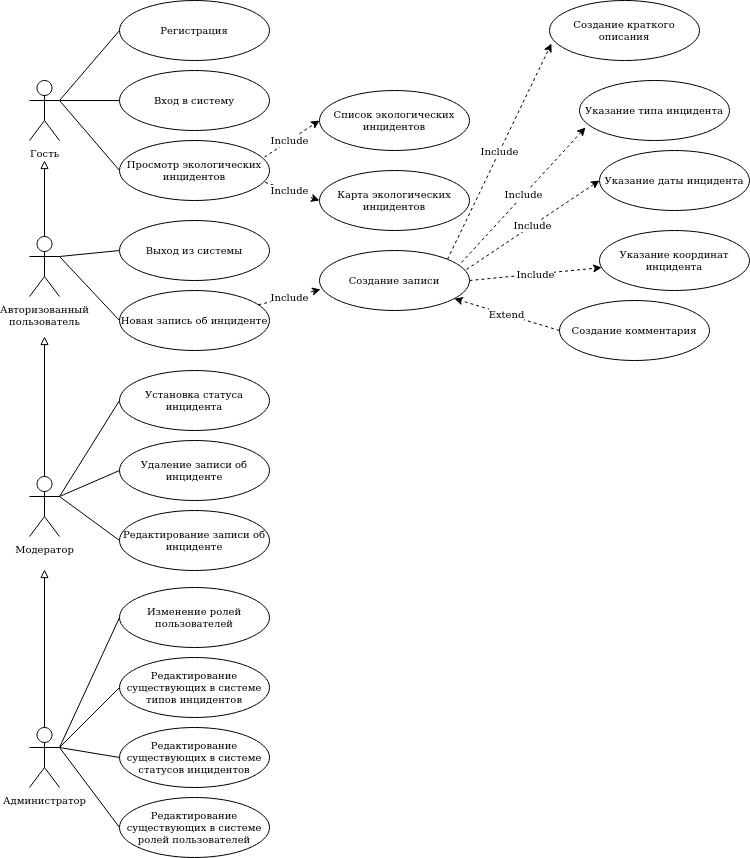 Регистрация
Вход в систему
Просмотр экологических
инцидентов
Гость
Include
Include
Список экологических
инцидентов
Карта экологических
инцидентов
Выход из системы
Новая запись об инциденте
Авторизованный
пользователь
Include
Создание записи
Include
Include
Include
Include
Extend
Создание краткого
описания
Указание типа инцидента
Указание даты инцидента
Указание координат
инцидента
Создание комментария
Установка статуса
инцидента
Удаление записи об
инциденте
Редактирование записи об
инциденте
Модератор
Изменение ролей
пользователей
Редактирование
существующих в системе
типов инцидентов
Редактирование
существующих в системе
статусов инцидентов
Редактирование
существующих в системе
ролей пользователей
Администратор